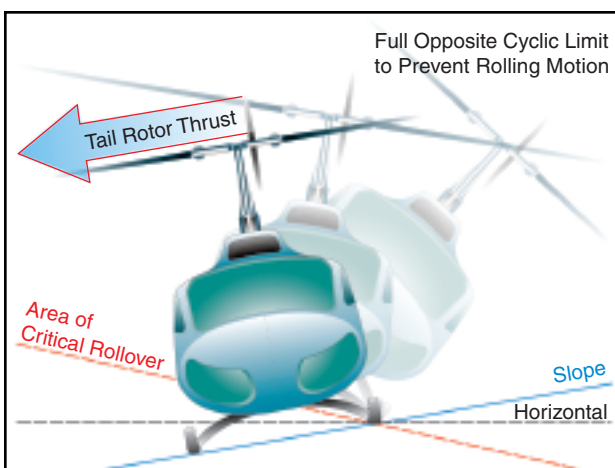 Full Opposite Cyclic Limit
to Prevent Rolling Motion
Tail Rotor Thrust
Area of
Critical Rollover
Slope
Horizontal